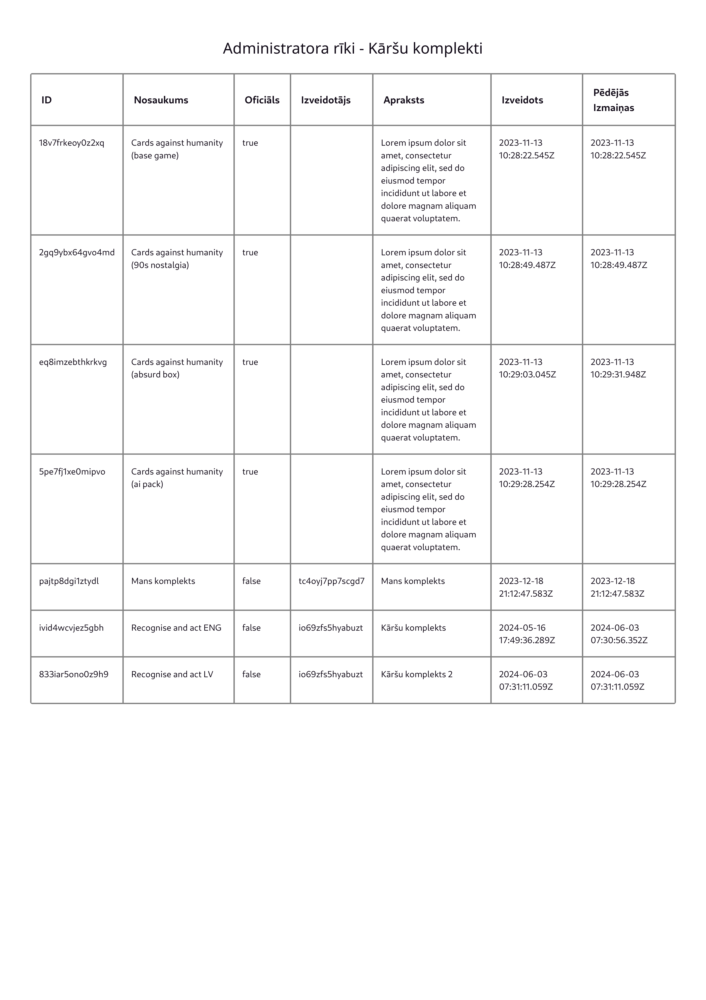 Administratora rīki - Kāršu komplekti
ID
Nosaukums
Oficiāls
Izveidotājs
Apraksts
Izveidots
Pēdējās
Izmaiņas
18v7frkeoy0z2xq
Cards against humanity
(base game)
true
Lorem ipsum dolor sit
amet, consectetur
adipiscing elit, sed do
eiusmod tempor
incididunt ut labore et
dolore magnam aliquam
quaerat voluptatem.
2023-11-13
10:28:22.545Z
2023-11-13
10:28:22.545Z
2gq9ybx64gvo4md
Cards against humanity
(90s nostalgia)
true
Lorem ipsum dolor sit
amet, consectetur
adipiscing elit, sed do
eiusmod tempor
incididunt ut labore et
dolore magnam aliquam
quaerat voluptatem.
2023-11-13
10:28:49.487Z
2023-11-13
10:28:49.487Z
eq8imzebthkrkvg
Cards against humanity
(absurd box)
true
Lorem ipsum dolor sit
amet, consectetur
adipiscing elit, sed do
eiusmod tempor
incididunt ut labore et
dolore magnam aliquam
quaerat voluptatem.
2023-11-13
10:29:03.045Z
2023-11-13
10:29:31.948Z
5pe7fj1xe0mipvo
Cards against humanity
(ai pack)
true
Lorem ipsum dolor sit
amet, consectetur
adipiscing elit, sed do
eiusmod tempor
incididunt ut labore et
dolore magnam aliquam
quaerat voluptatem.
2023-11-13
10:29:28.254Z
2023-11-13
10:29:28.254Z
pajtp8dgi1ztydl
Mans komplekts
false
tc4oyj7pp7scgd7
Mans komplekts
2023-12-18
21:12:47.583Z
2023-12-18
21:12:47.583Z
ivid4wcvjez5gbh
Recognise and act ENG
false
io69zfs5hyabuzt
Kāršu komplekts
2024-05-16
17:49:36.289Z
2024-06-03
07:30:56.352Z
833iar5ono0z9h9
Recognise and act LV
false
io69zfs5hyabuzt
Kāršu komplekts 2
2024-06-03
07:31:11.059Z
2024-06-03
07:31:11.059Z